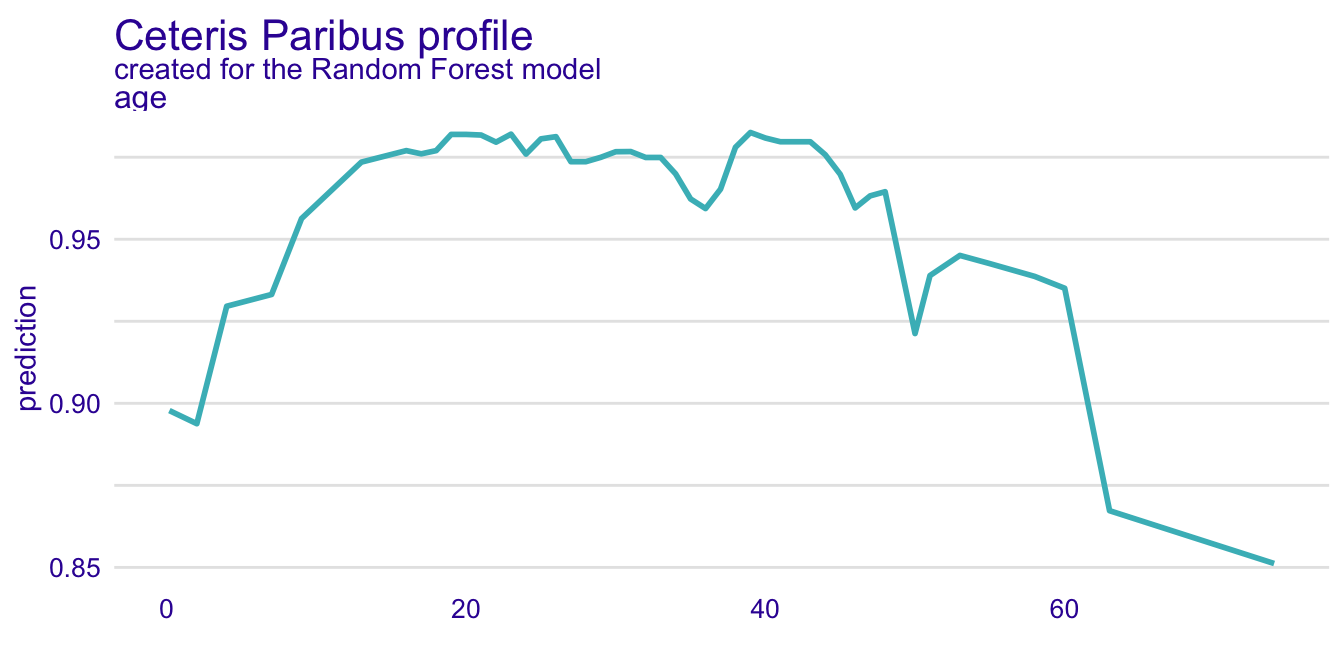 Ceteris Paribus profile
created for the Random Forest model
age
prediction
0.95
0.90
0.85
0 20 40 60